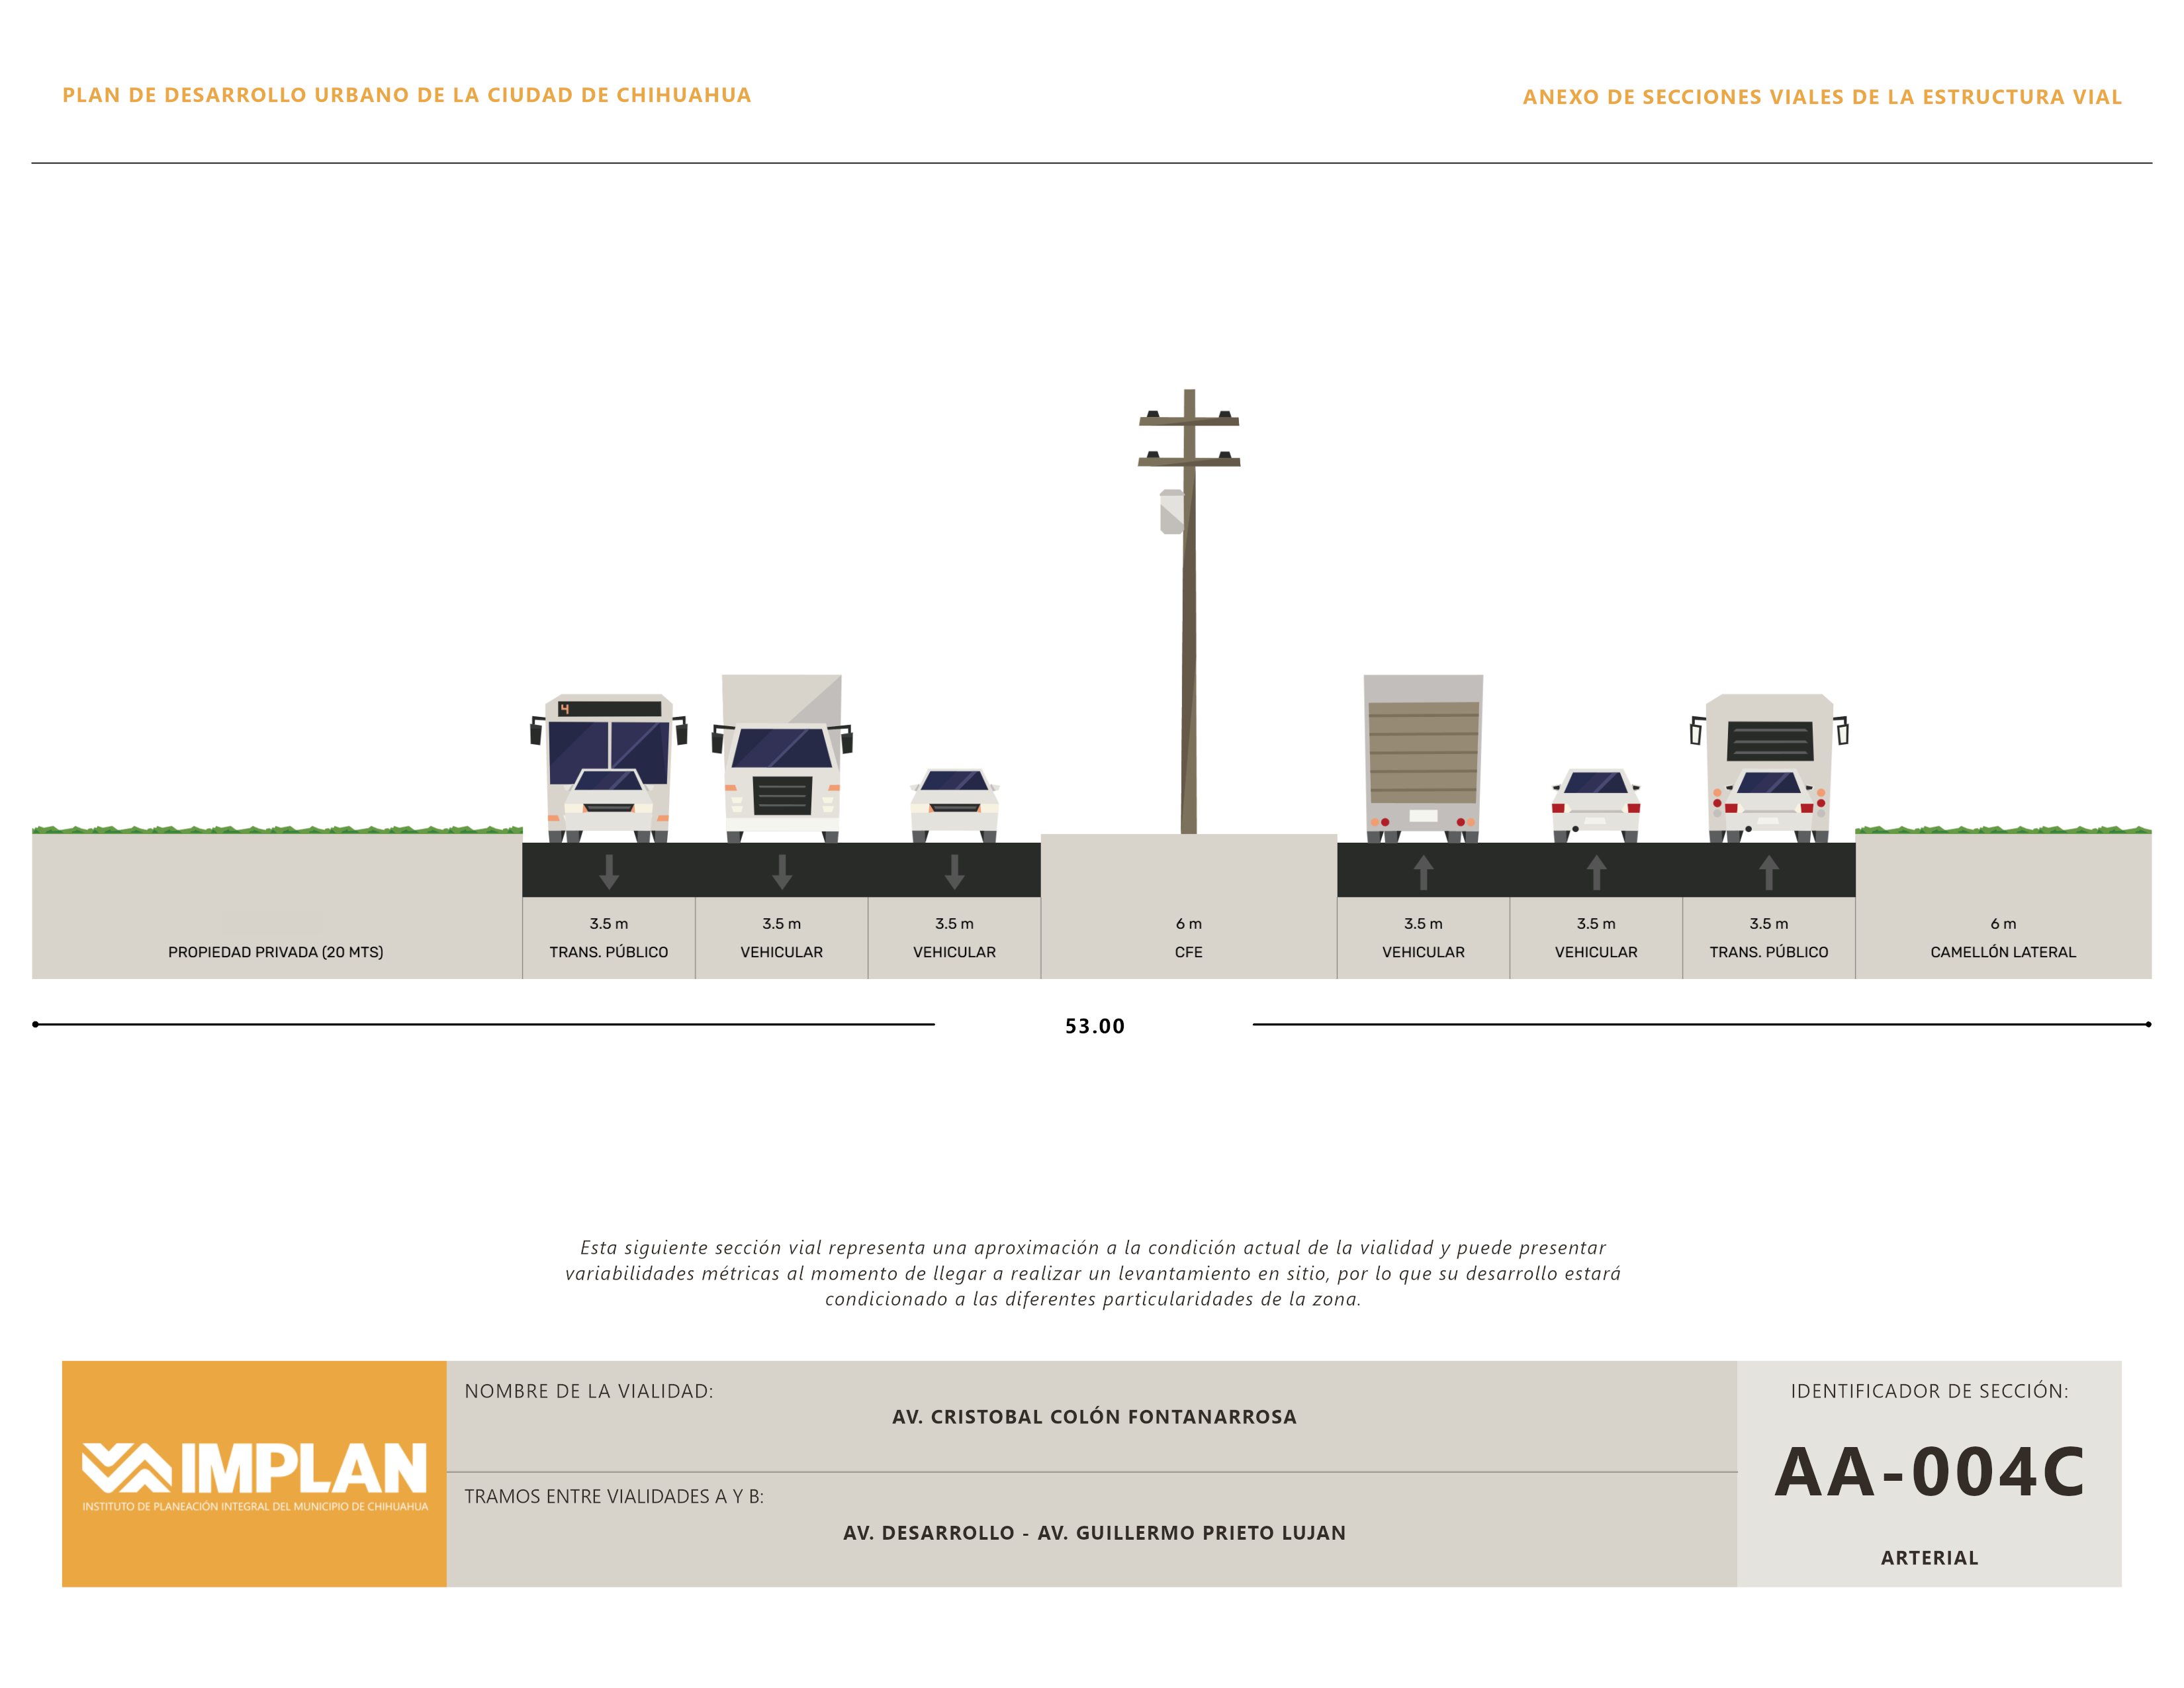 PLAN DE DESARROLLO URBANO DE LA CIUDAD DE CHIHUAHUA
ANEXO DE SECCIONES VIALES DE LA ESTRUCTURA VIAL
4
3.5 m
3.5 m
3.5 m
6 m
3.5 m
3.5 m
3.5 m
6 m
PROPIEDAD PRIVADA (20 MTS)
TRANS. PÚBLICO
VEHICULAR
VEHICULAR
CFE
VEHICULAR
VEHICULAR
TRANS. PÚBLICO
CAMELLÓN LATERAL
53.00
Esta siguiente sección vial representa una aproximación a la condición actual de la vialidad y puede presentar
variabilidades métricas al momento de llegar a realizar un levantamiento en sitio, por lo que su desarrollo estará
condicionado a las diferentes particularidades de la zona.
IMPLAN
INSTITUTO DE PLANEACIÓN INTEGRAL DEL MUNICIPIO DE CHIHUAHUA
NOMBRE DE LA VIALIDAD:
AV. CRISTOBAL COLÓN FONTANARROSA
TRAMOS ENTRE VIALIDADES A Y B:
AV. DESARROLLO - AV. GUILLERMO PRIETO LUJAN
IDENTIFICADOR DE SECCIÓN:
AA-004C
ARTERIAL